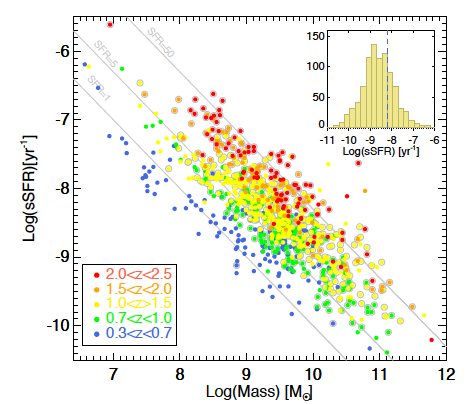 -6
-7
-8
-9
-10
Log(sSFR)[yr⁻¹]
SFR=50
SFR=5
SFR=1
150
100
50
0
-11 -10 -9 -8 -7 -6
Log(sSFR) [yr⁻¹]
2.0<z<2.5
1.5<z<2.0
1.0<z<1.5
0.7<z<1.0
0.3<z<0.7
7 8 9 10 11 12
Log(Mass) [M☉]